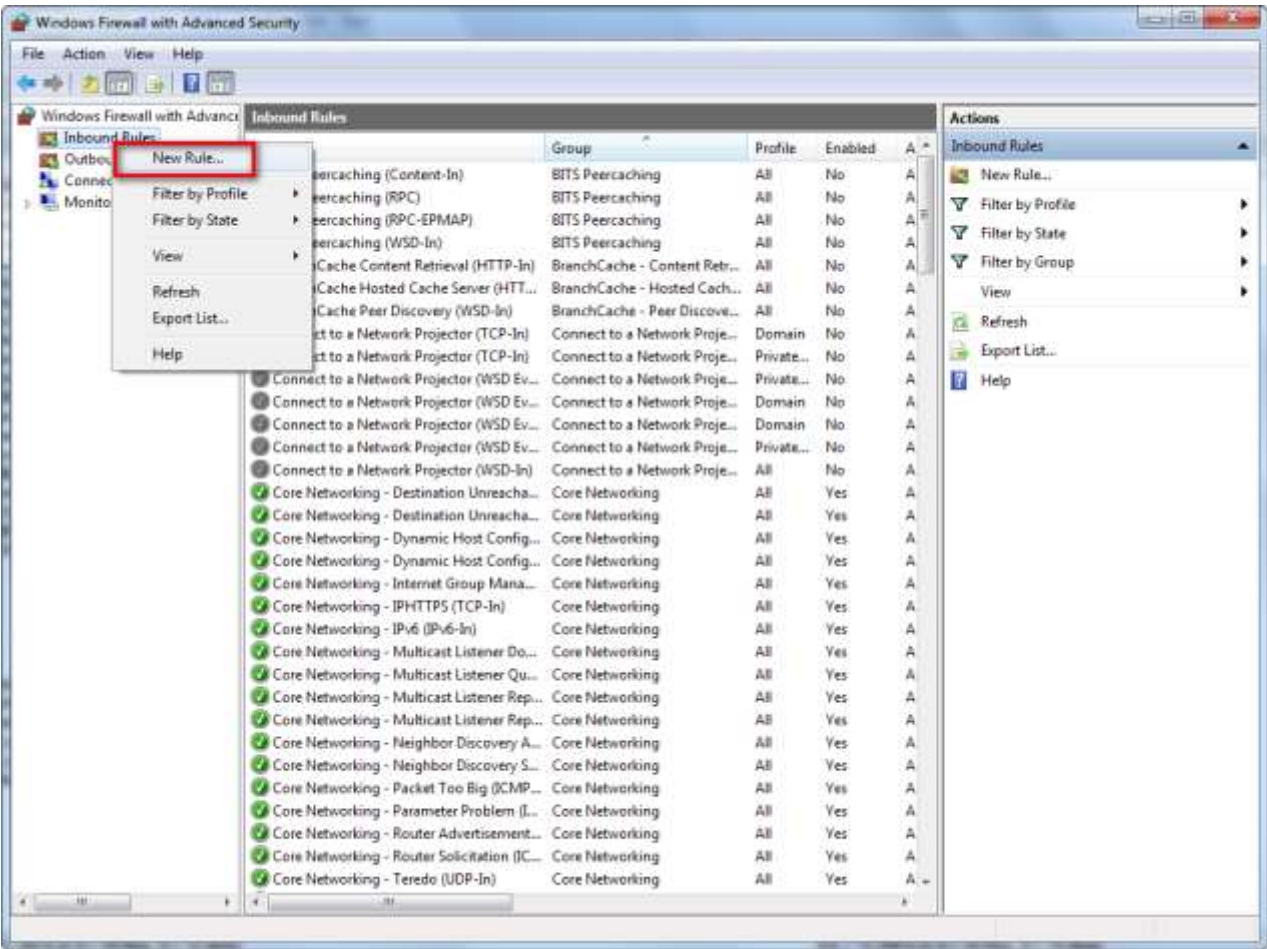 Windows Firewall with Advanced Security
File Action View Help
Windows Firewall with Advance
Inbound Rules
Outbou
Connec
Monito
New Rule...
Filter by Profile
Filter by State
View
Refresh
Export List...
Help
Inbound Rules
Group Profile Enabled A
eercaching (Content-In) BITS Peercaching All No A
eercaching (RPC) BITS Peercaching All No A
eercaching (RPC-EPMAP) BITS Peercaching All No A
eercaching (WSD-In) BITS Peercaching All No A
Cache Content Retrieval (HTTP-In) BranchCache - Content Retr... All No A
Cache Hosted Cache Server (HTT... BranchCache - Hosted Cach... All No A
Cache Peer Discovery (WSD-In) BranchCache - Peer Discove... All No A
ct to a Network Projector (TCP-In) Connect to a Network Proje... Domain No A
ct to a Network Projector (TCP-In) Connect to a Network Proje... Private... No A
Connect to a Network Projector (WSD Ev... Connect to a Network Proje... Private... No A
Connect to a Network Projector (WSD Ev... Connect to a Network Proje... Domain No A
Connect to a Network Projector (WSD Ev... Connect to a Network Proje... Domain No A
Connect to a Network Projector (WSD Ev... Connect to a Network Proje... Private... No A
Connect to a Network Projector (WSD-In) Connect to a Network Proje... All No A
Core Networking - Destination Unreacha... Core Networking All Yes A
Core Networking - Destination Unreacha... Core Networking All Yes A
Core Networking - Dynamic Host Config... Core Networking All Yes A
Core Networking - Dynamic Host Config... Core Networking All Yes A
Core Networking - Internet Group Mana... Core Networking All Yes A
Core Networking - IPHTTPS (TCP-In) Core Networking All Yes A
Core Networking - IPv6 (IPv6-In) Core Networking All Yes A
Core Networking - Multicast Listener Do... Core Networking All Yes A
Core Networking - Multicast Listener Qu... Core Networking All Yes A
Core Networking - Multicast Listener Rep... Core Networking All Yes A
Core Networking - Multicast Listener Rep... Core Networking All Yes A
Core Networking - Neighbor Discovery A... Core Networking All Yes A
Core Networking - Neighbor Discovery S... Core Networking All Yes A
Core Networking - Packet Too Big (ICMP... Core Networking All Yes A
Core Networking - Parameter Problem (I... Core Networking All Yes A
Core Networking - Router Advertisement... Core Networking All Yes A
Core Networking - Router Solicitation (IC... Core Networking All Yes A
Core Networking - Teredo (UDP-In) Core Networking All Yes A
Actions
Inbound Rules
New Rule...
Filter by Profile
Filter by State
Filter by Group
View
Refresh
Export List...
Help